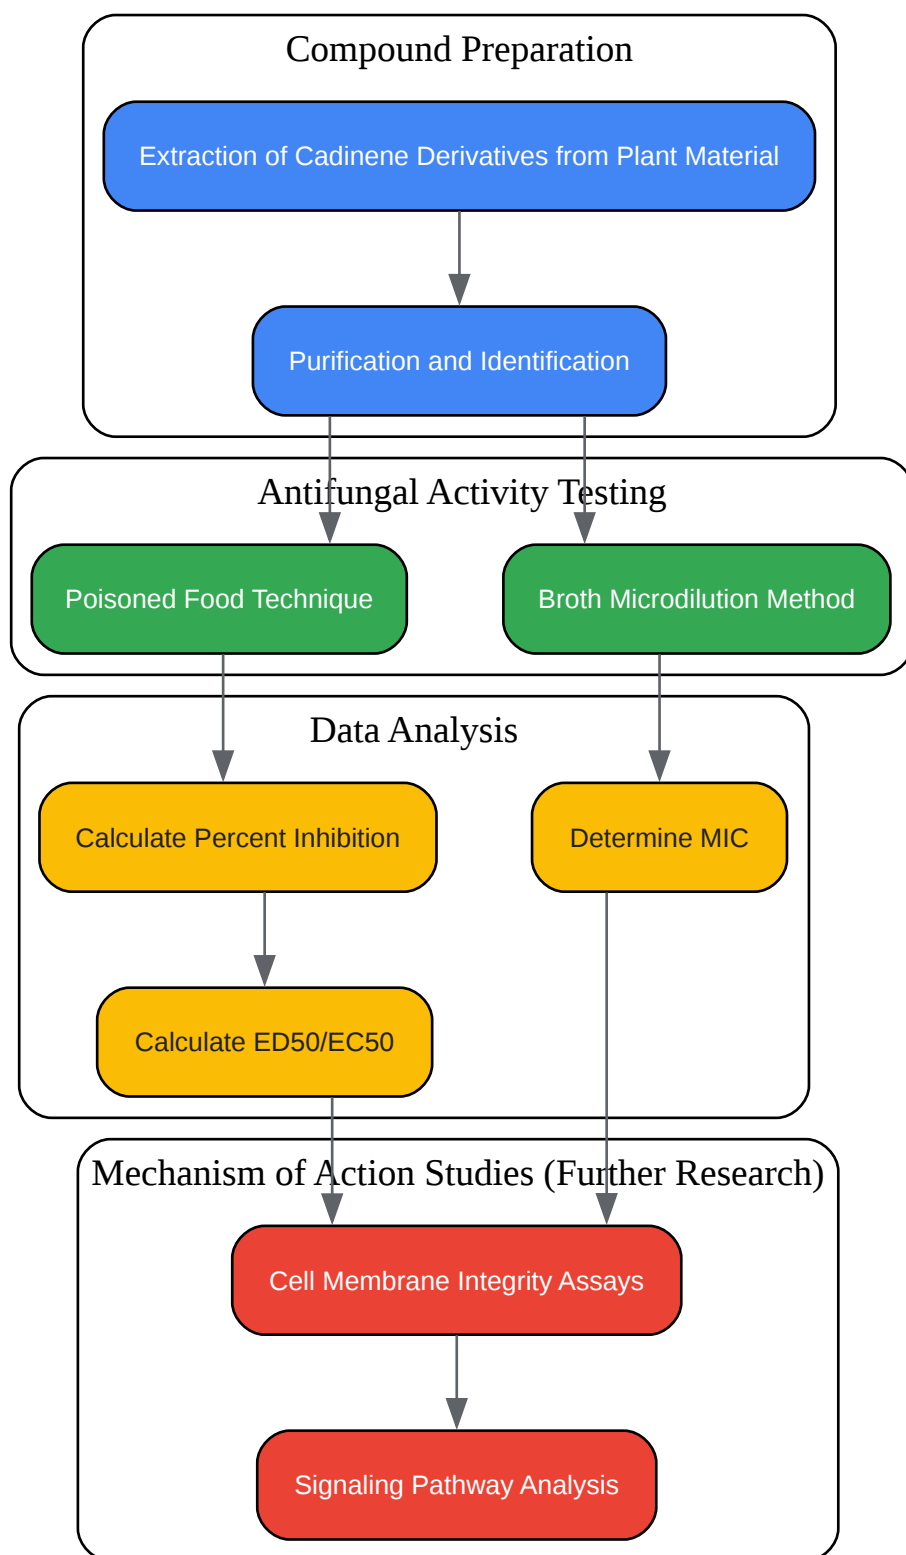 Compound Preparation
Extraction of Cadinene Derivatives from Plant Material
Purification and Identification
Antifungal Activity Testing
Poisoned Food Technique
Broth Microdilution Method
Data Analysis
Calculate Percent Inhibition
Determine MIC
Calculate ED50/EC50
Mechanism of Action Studies (Further Research)
Cell Membrane Integrity Assays
Signaling Pathway Analysis